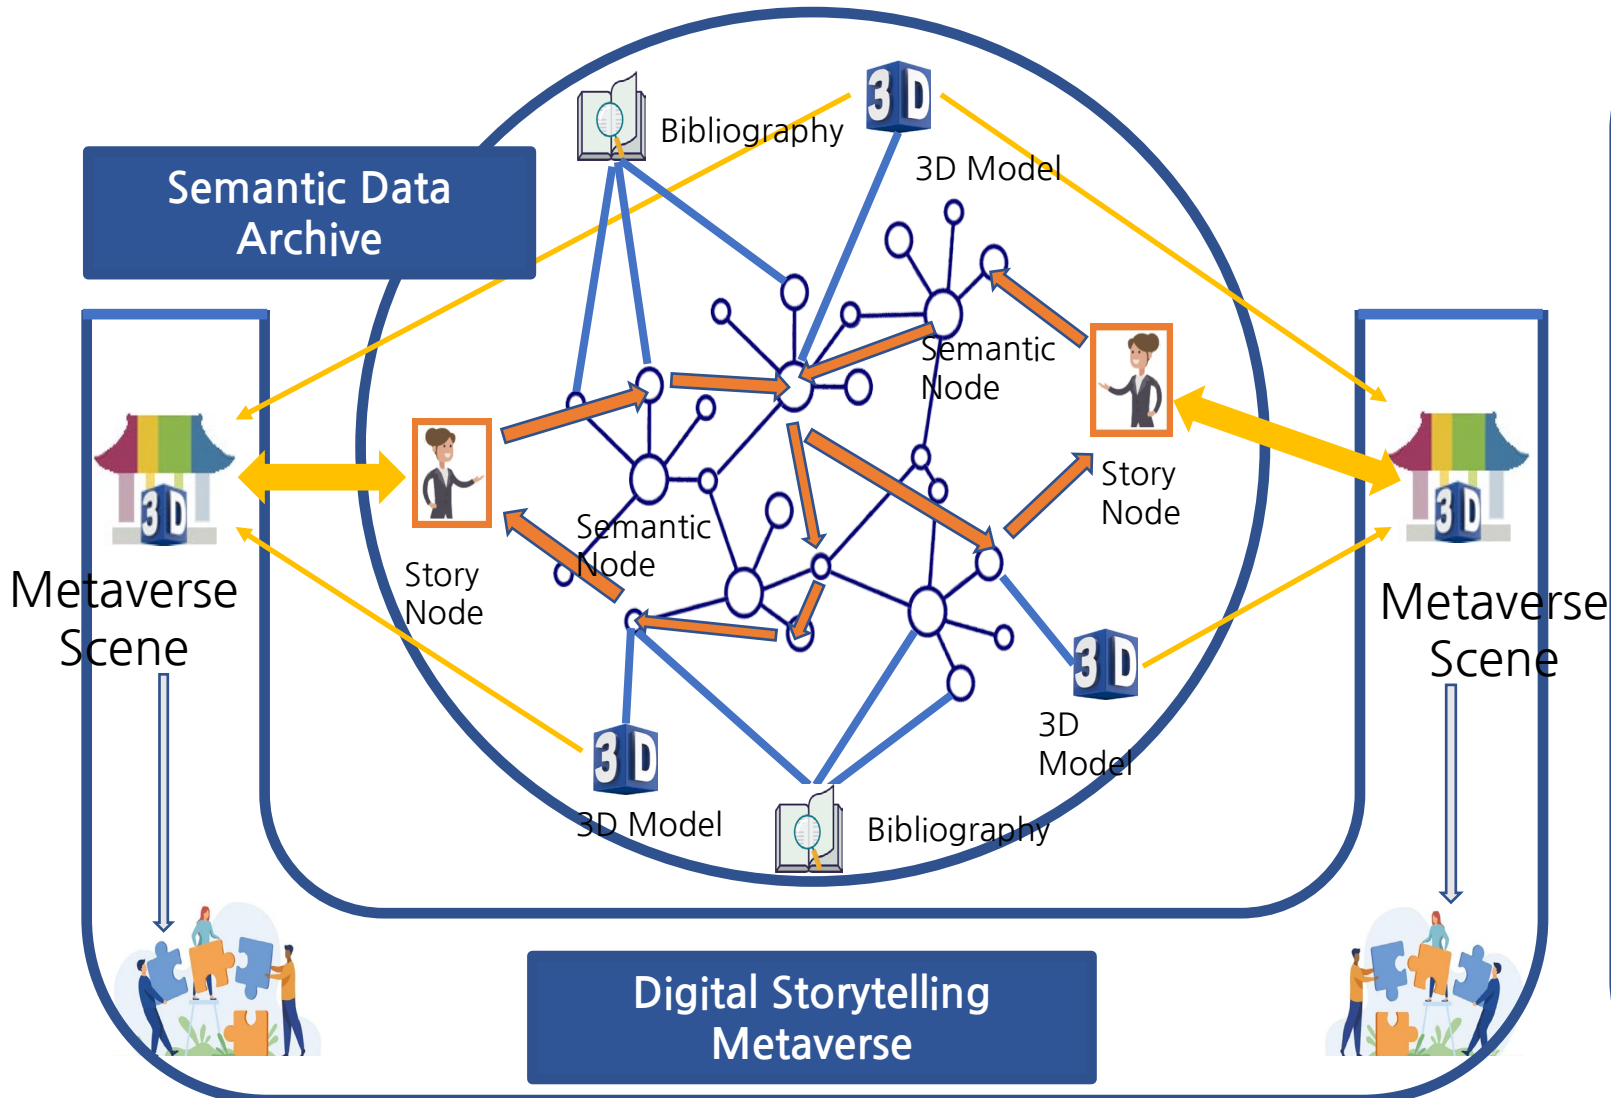 3D
Bibliography
3D Model
Semantic Data
Archive
Semantic
Node
Story
Node
3D
Metaverse
Scene
Semantic
Node
Story
Node
3D
Metaverse
Scene
3D
3D
Model
3D
3D Model
Bibliography
Digital Storytelling
Metaverse